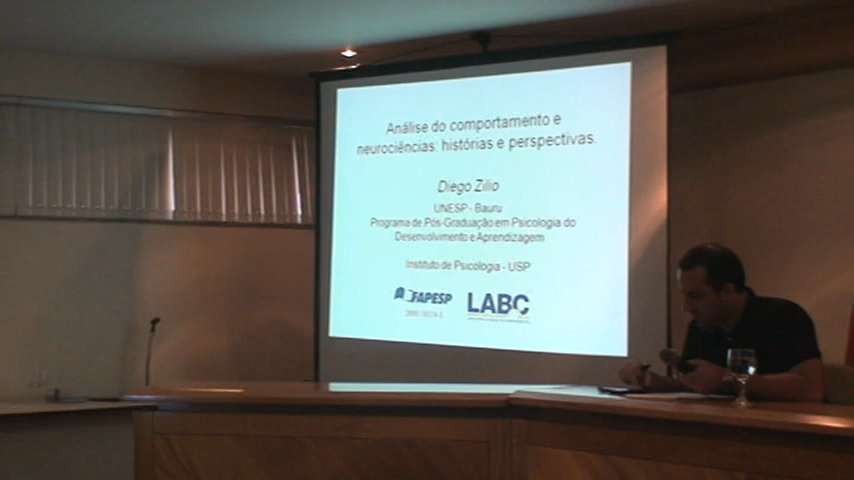 Análise do comportamento e
neurociências: histórias e perspectivas.
Diego Zilio
UNESP - Bauru
Programa de Pós-Graduação em Psicologia do
Desenvolvimento e Aprendizagem
Instituto de Psicologia - USP
FAPESP
LABC